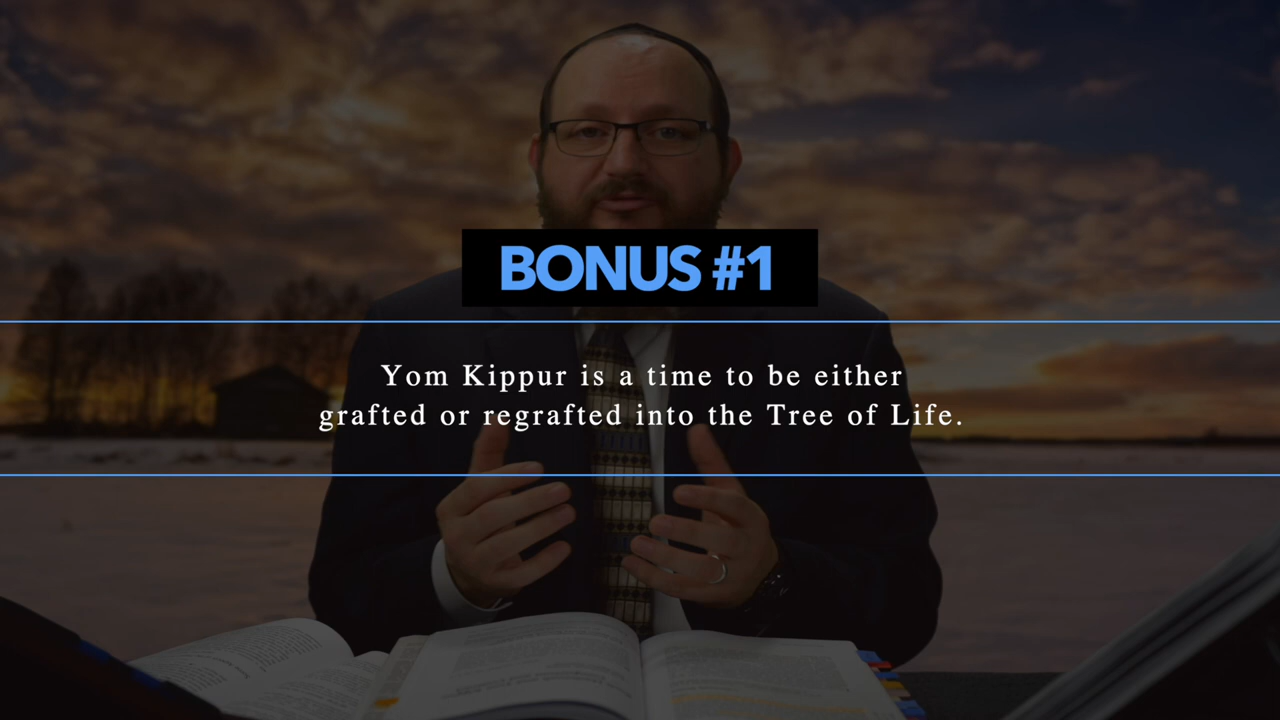 BONUS #1
Yom Kippur is a time to be either
grafted or regrafted into the Tree of Life.